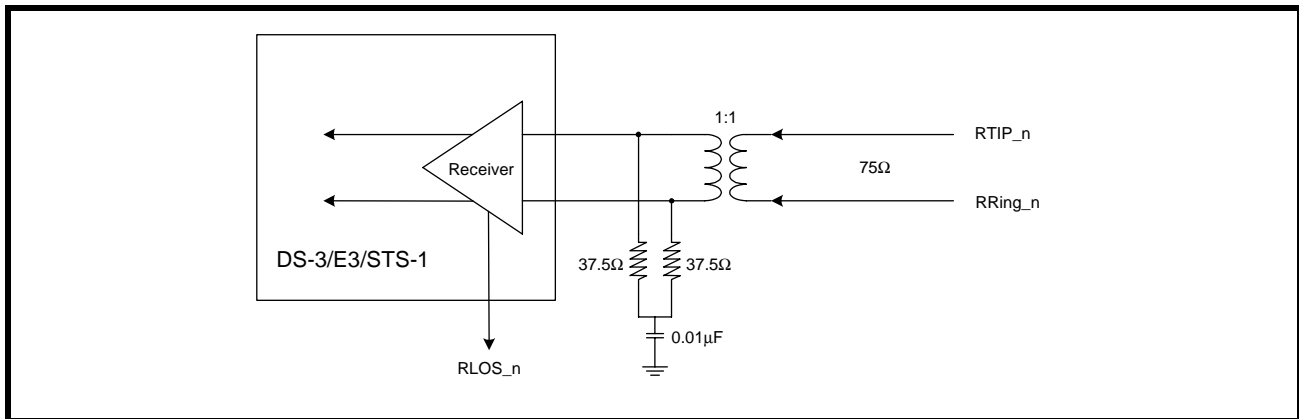 1:1
RTIP_n
Receiver
75Ω
RRing_n
DS-3/E3/STS-1
37.5Ω
37.5Ω
0.01μF
RLOS_n